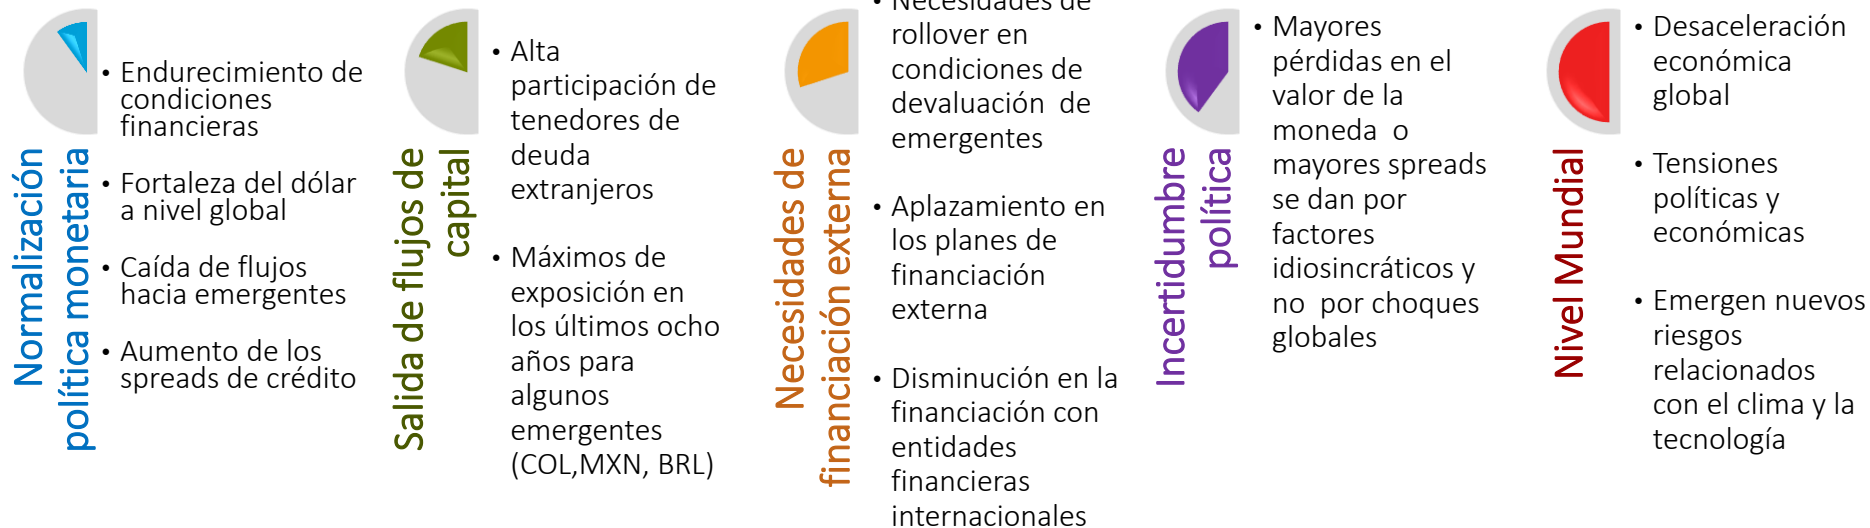 Normalización
política monetaria
• Endurecimiento de
condiciones
financieras
• Fortaleza del dólar
a nivel global
• Caída de flujos
hacia emergentes
• Aumento de los
spreads de crédito
Salida de flujos de
capital
• Alta
participación de
tenedores de
deuda
extranjeros
• Máximos de
exposición en
los últimos ocho
años para
algunos
emergentes
(COL,MXN, BRL)
Necesidades de
financiación externa
• Necesidades de
rollover en
condiciones de
devaluación de
emergentes
• Aplazamiento en
los planes de
financiación
externa
• Disminución en la
financiación con
entidades
financieras
internacionales
Incertidumbre
política
• Mayores
pérdidas en el
valor de la
moneda o
mayores spreads
se dan por
factores
idiosincráticos y
no por choques
globales
Nivel Mundial
• Desaceleración
económica
global
• Tensiones
políticas y
económicas
• Emergen nuevos
riesgos
relacionados
con el clima y la
tecnología